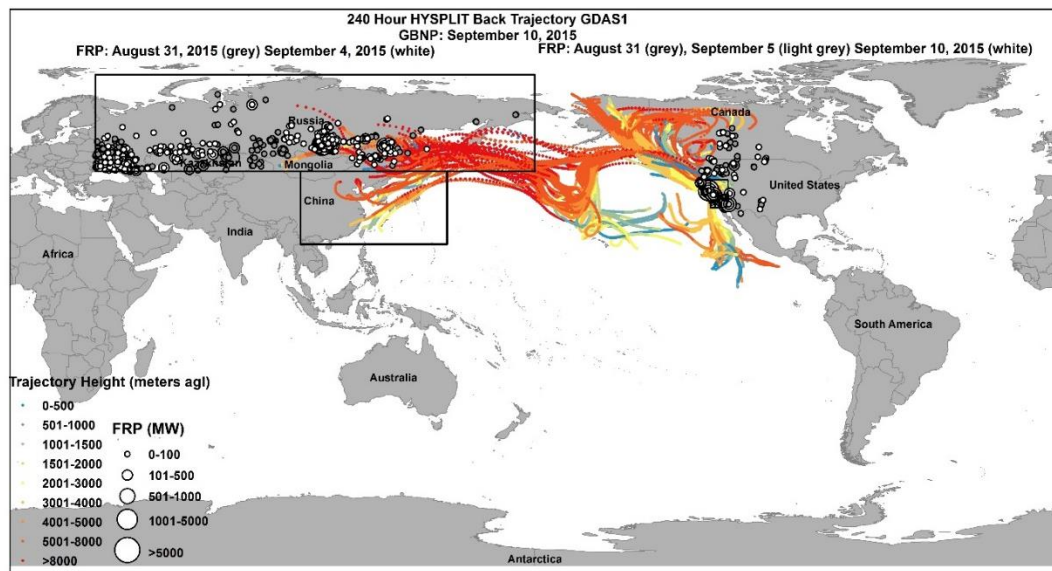 240 Hour HYSPLIT Back Trajectory GDAS1
GBNP: September 10, 2015
FRP: August 31, 2015 (grey) September 4, 2015 (white)
FRP: August 31 (grey), September 5 (light grey) September 10, 2015 (white)
Russia
Canada
Kazakhstan
Mongolia
United States
China
India
Africa
South America
Australia
Trajectory Height (meters agl)
0-500
501-1000
1001-1500
1501-2000
2001-3000
3001-4000
4001-5000
5001-8000
>8000
FRP (MW)
0-100
101-500
501-1000
1001-5000
>5000
Antarctica